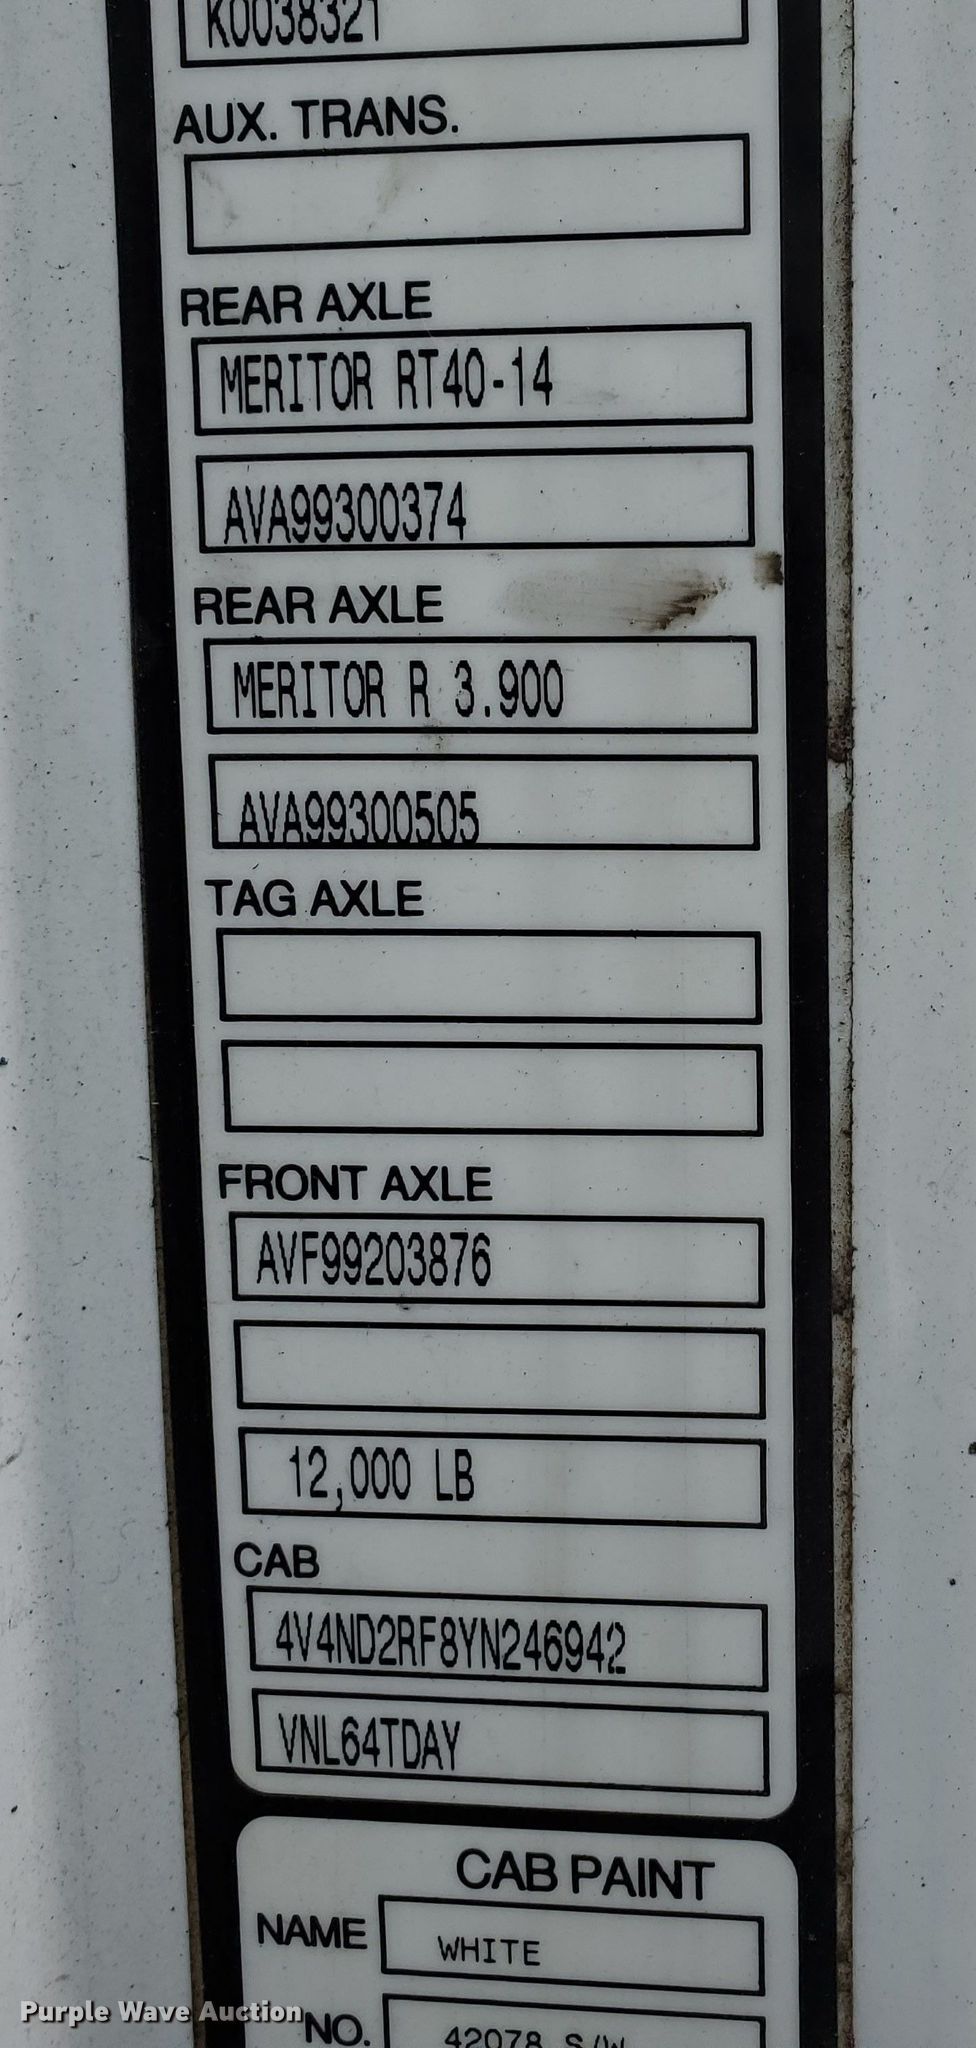 K0038321
AUX. TRANS.
REAR AXLE
MERITOR RT40-14
AVA99300374
REAR AXLE
MERITOR R 3.900
AVA99300505
TAG AXLE
FRONT AXLE
AVF99203876
12,000 LB
CAB
4V4ND2RF8YN246942
VNL64TDAY
CAB PAINT
NAME WHITE
NO. 42078 S/W
Purple Wave Auction